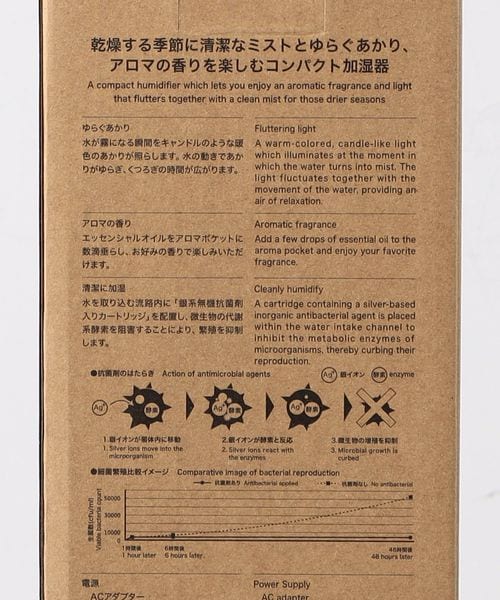 乾燥する季節に清潔なミストとゆらぐあかり、
アロマの香りを楽しむコンパクト加湿器
A compact humidifier which lets you enjoy an aromatic fragrance and light
that flutters together with a clean mist for those drier seasons
ゆらぐあかり
水が霧になる瞬間をキャンドルのような暖
色のあかりが照らします。水の動きであか
りがゆらぎ、くつろぎの時間が広がります。
Fluttering light
A warm-colored, candle-like light
which illuminates at the moment in
which the water turns into mist. The
light fluctuates together with the
movement of the water, providing an
air of relaxation.
アロマの香り
エッセンシャルオイルをアロマポケットに
数滴垂らし、お好みの香りで楽しみいただ
けます。
Aromatic fragrance
Add a few drops of essential oil to the
aroma pocket and enjoy your favorite
fragrance.
清潔に加湿
水を取り込む流路内に「銀系無機抗菌剤
入りカートリッジ」を配置し、微生物の代謝
系酵素を阻害することにより、繁殖を抑制
します。
Cleanly humidify
A cartridge containing a silver-based
inorganic antibacterial agent is placed
within the water intake channel to
inhibit the metabolic enzymes of
microorganisms, thereby curbing their
reproduction.
●抗菌剤のはたらき Action of antimicrobial agents
Ag+ 銀イオン 酵素 enzyme
Ag+ 酵素 Ag+ 酵素
1.銀イオンが菌体内に移動
1.Silver ions move into the
microorganism
2.銀イオンが酵素と反応
2.Silver ions react with
the enzymes
3.微生物の増殖を抑制
3.Microbial growth is
curbed
●細菌繁殖比較イメージ Comparative image of bacterial reproduction
抗菌剤あり Antibacterial applied 抗菌剤なし No antibacterial
生菌数(cfu/ml)
Viable bacteria count
50000
30000
10000
0
1時間後
1 hour later
6時間後
6 hours later
48時間後
48 hours later
電源
ACアダプター
Power Supply
AC adapter